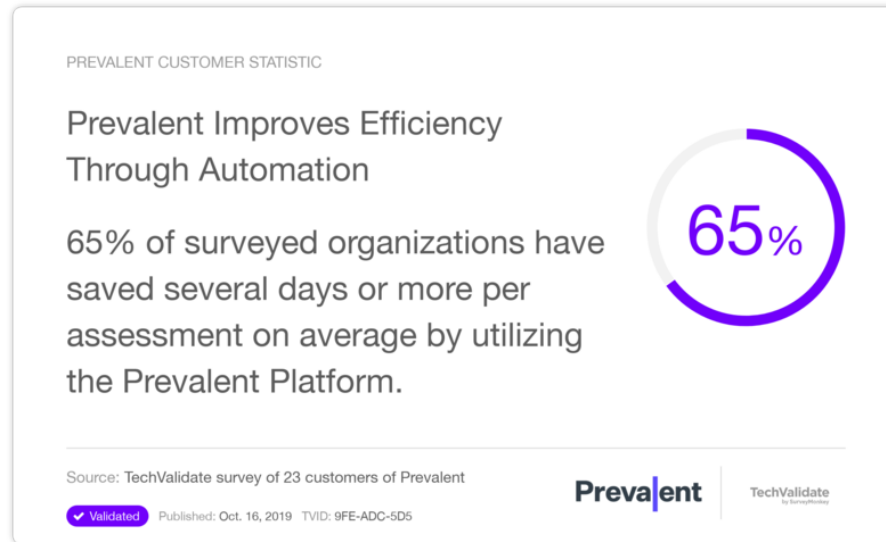 PREVALENT CUSTOMER STATISTIC
Prevalent Improves Efficiency
Through Automation
65% of surveyed organizations have
saved several days or more per
assessment on average by utilizing
the Prevalent Platform.
65%
Source: TechValidate survey of 23 customers of Prevalent
Validated Published: Oct. 16, 2019 TVID: 9FE-ADC-5D5
Prevalent
TechValidate
by SurveyMonkey